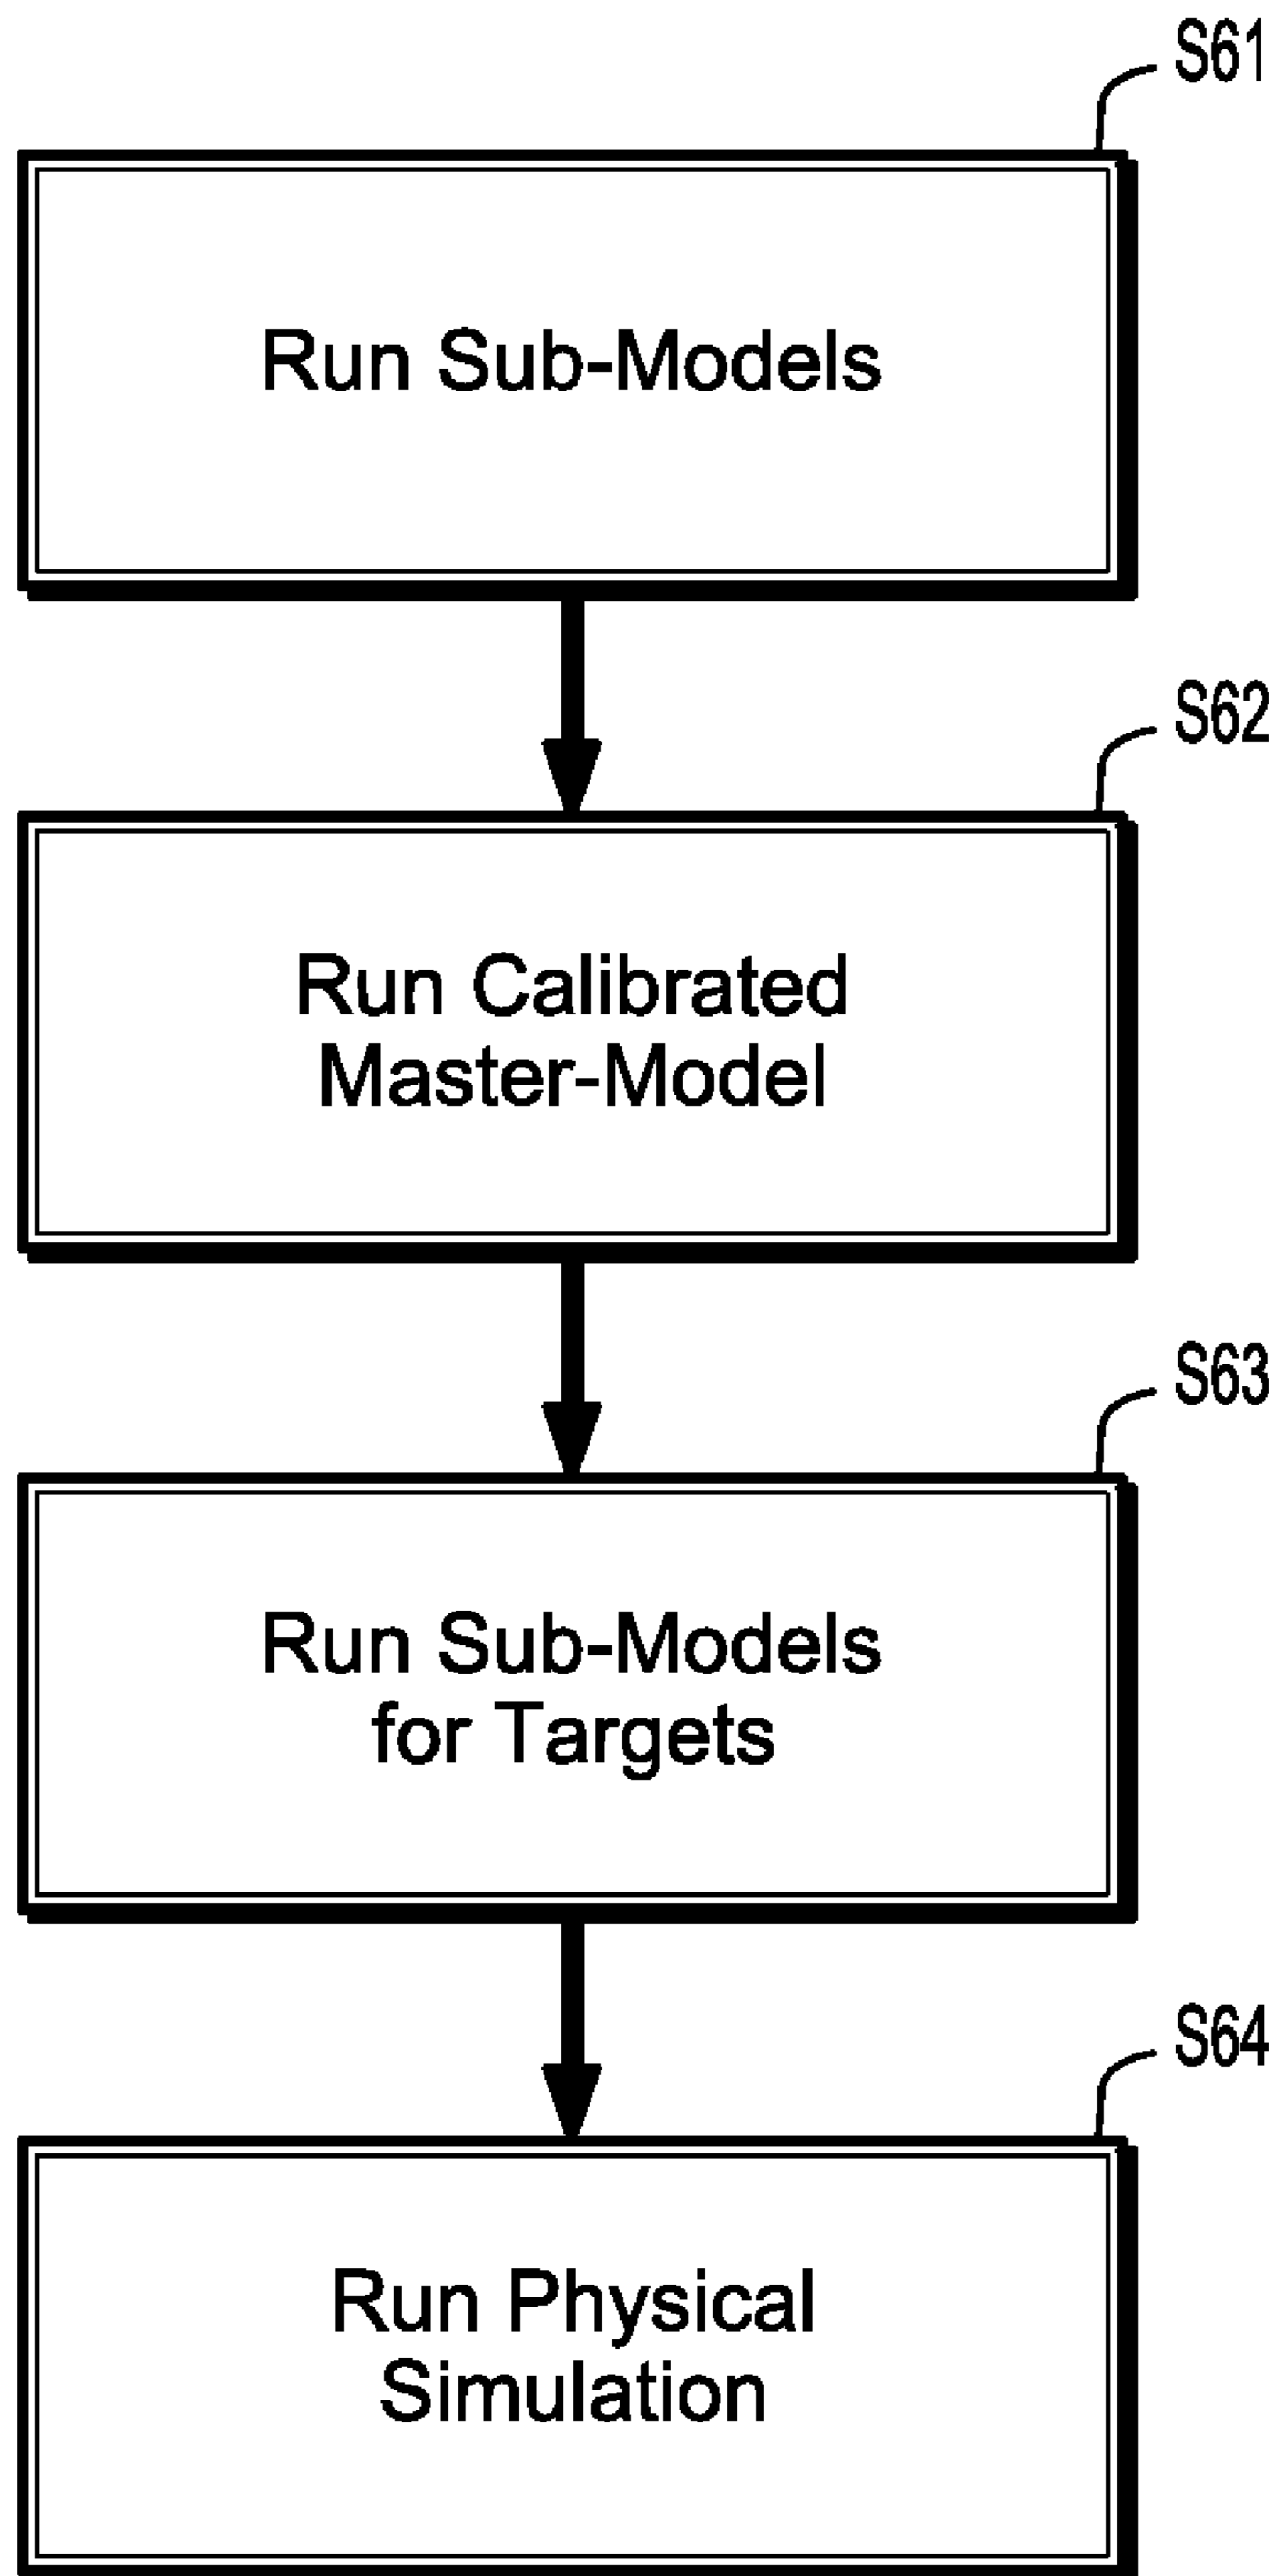 S61
Run Sub-Models
S62
Run Calibrated
Master-Model
S63
Run Sub-Models
for Targets
S64
Run Physical
Simulation